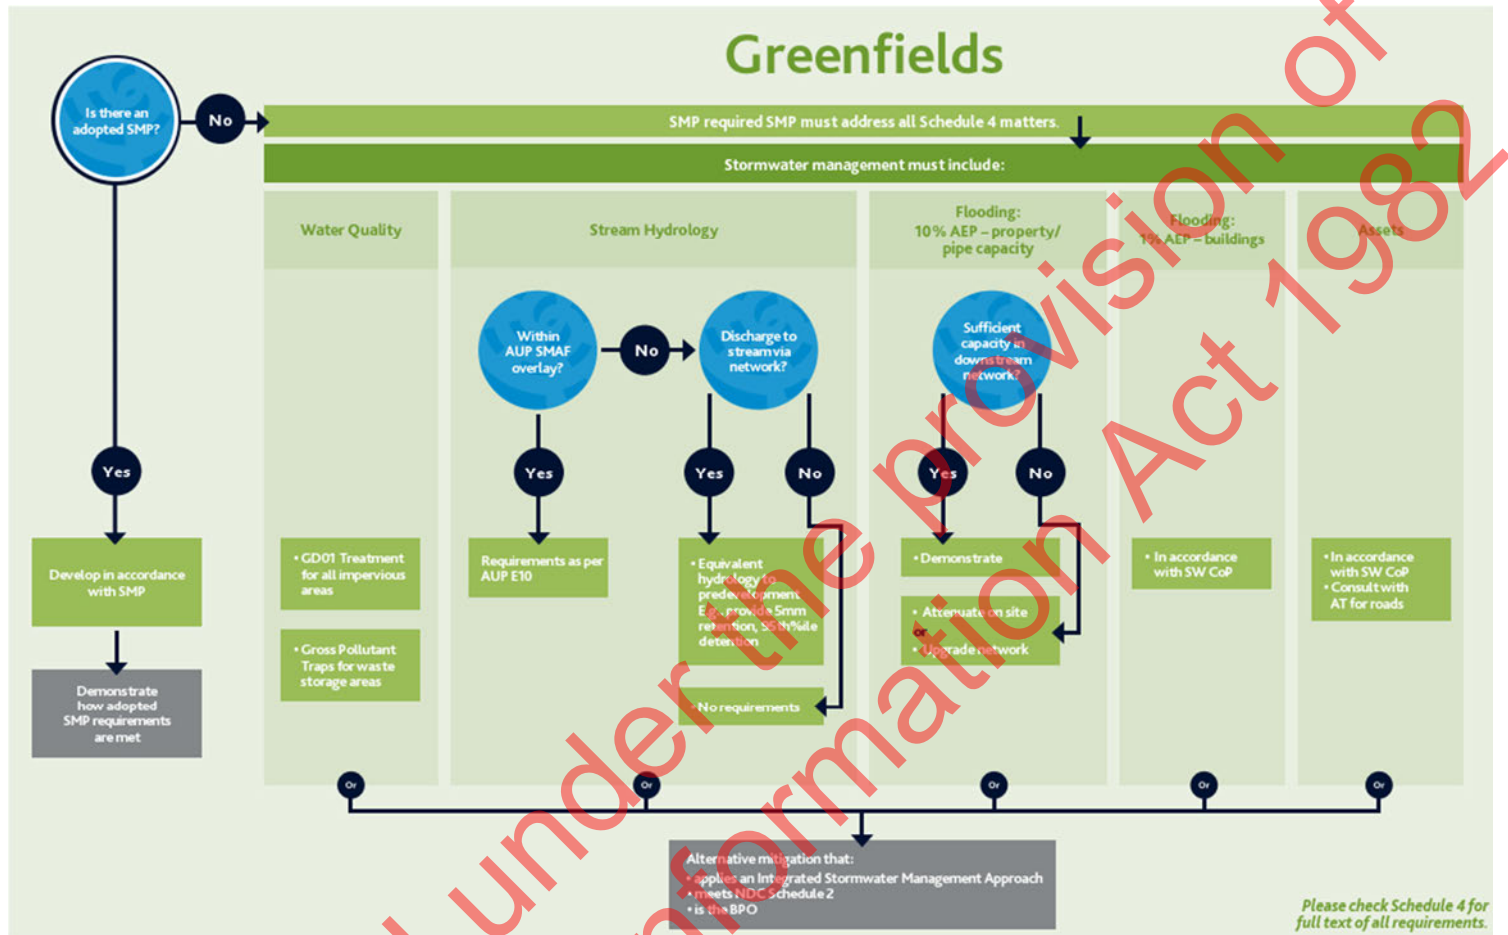 Greenfields
Is there an
adopted SMP?
No
SMP required SMP must address all Schedule 4 matters.
Stormwater management must include:
Water Quality
Stream Hydrology
Flooding:
10% AEP – property/
pipe capacity
Flooding:
1% AEP – buildings
Assets
Within
AUP SMAF
overlay?
No
Discharge to
stream via
network?
Sufficient
capacity in
downstream
network?
Yes
Yes
Yes
No
Yes
No
Develop in accordance
with SMP
Demonstrate
how adopted
SMP requirements
are met
• GD01 Treatment
for all impervious
areas
• Gross Pollutant
Traps for waste
storage areas
Requirements as per
AUP E10
• Equivalent
hydrology to
predevelopment
E.g. provide 5mm
retention, 95th%ile
detention
• No requirements
• Demonstrate
• Attenuate on site
or
• Upgrade network
• In accordance
with SW CoP
• In accordance
with SW CoP
• Consult with
AT for roads
Or
Or
Or
Or
Or
Alternative mitigation that:
• applies an Integrated Stormwater Management Approach
• meets NDC Schedule 2
• is the BPO
Please check Schedule 4 for
full text of all requirements.
under the provision of
Information Act 1982